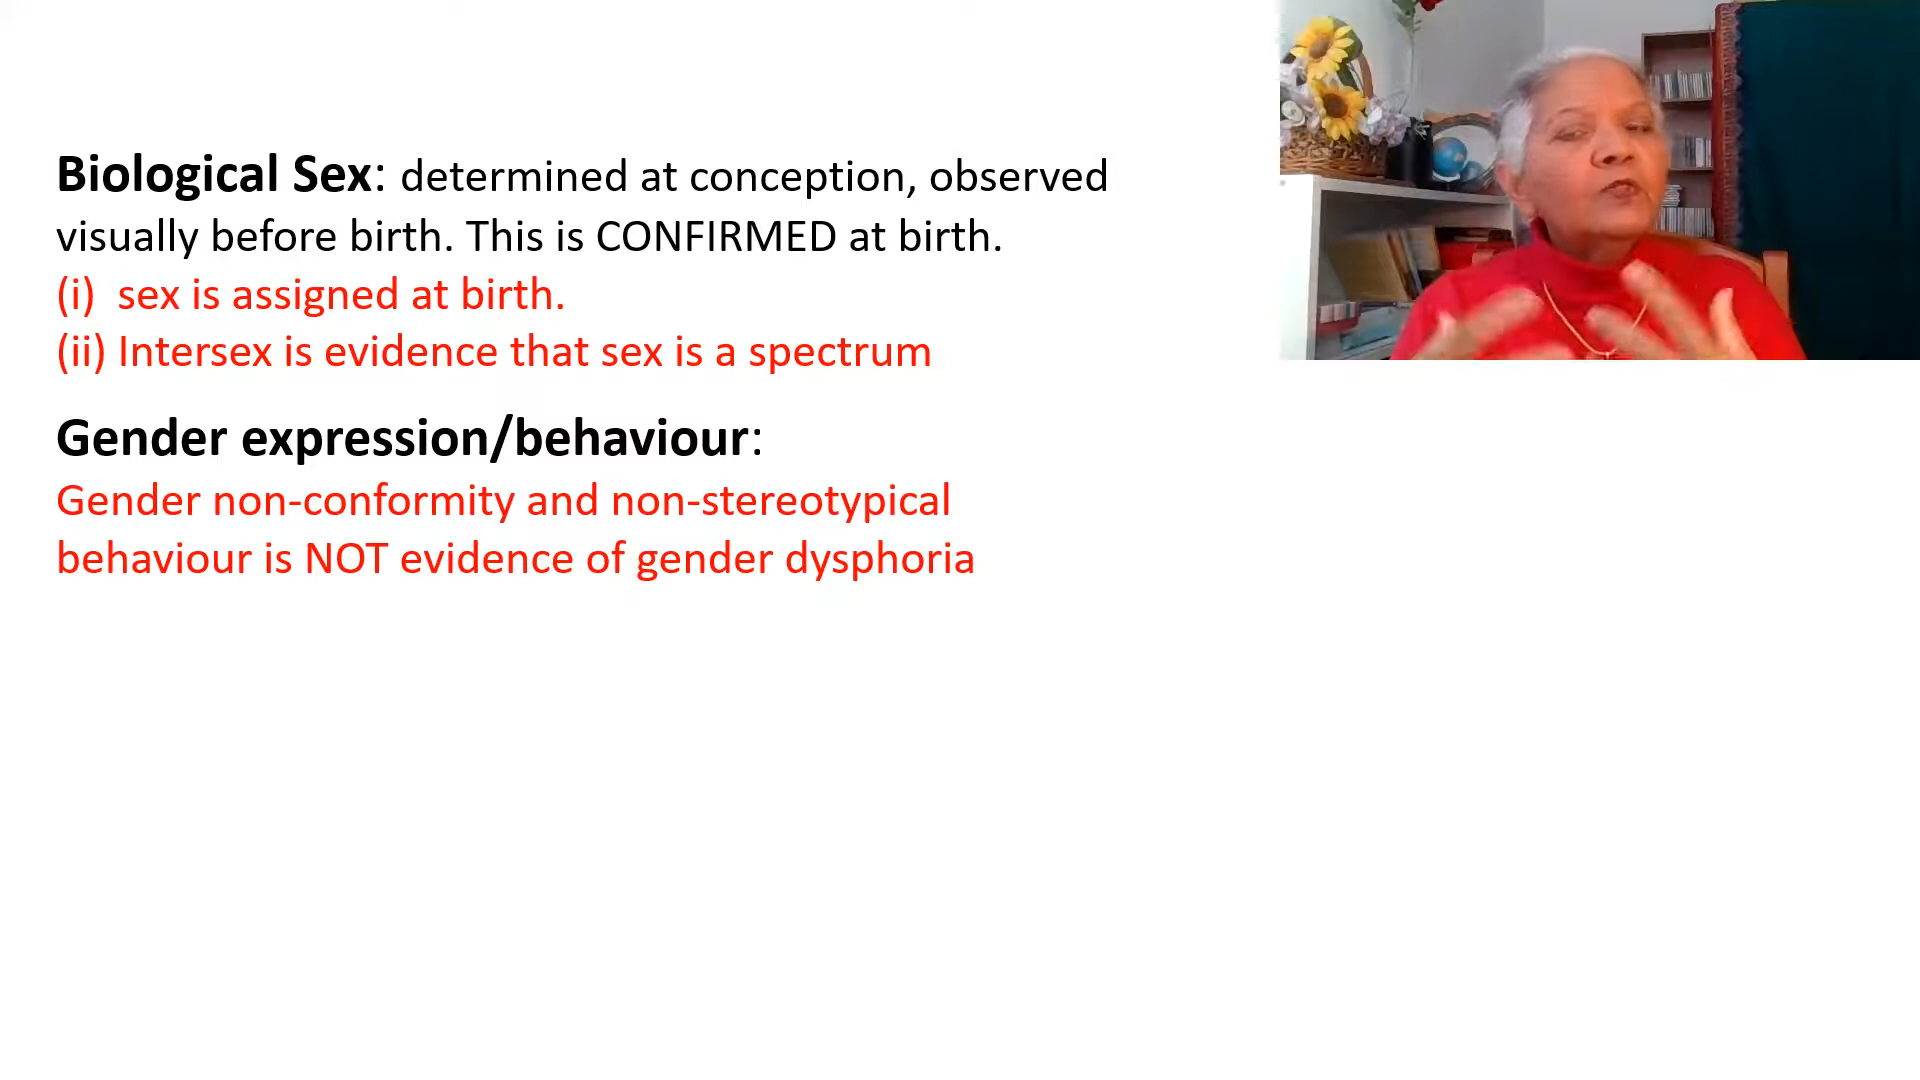 Biological Sex: determined at conception, observed
visually before birth. This is CONFIRMED at birth.
(i) sex is assigned at birth.
(ii) Intersex is evidence that sex is a spectrum
Gender expression/behaviour:
Gender non-conformity and non-stereotypical
behaviour is NOT evidence of gender dysphoria